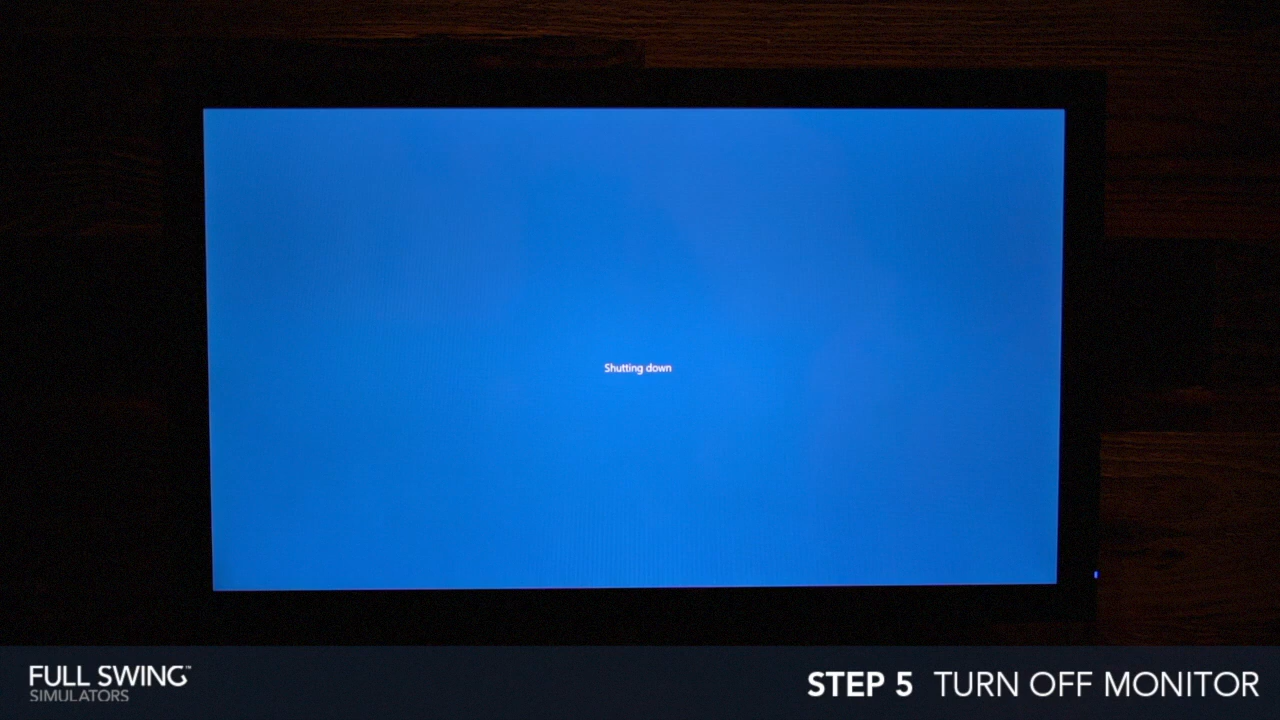 Shutting down
FULL SWING™
SIMULATORS
STEP 5 TURN OFF MONITOR